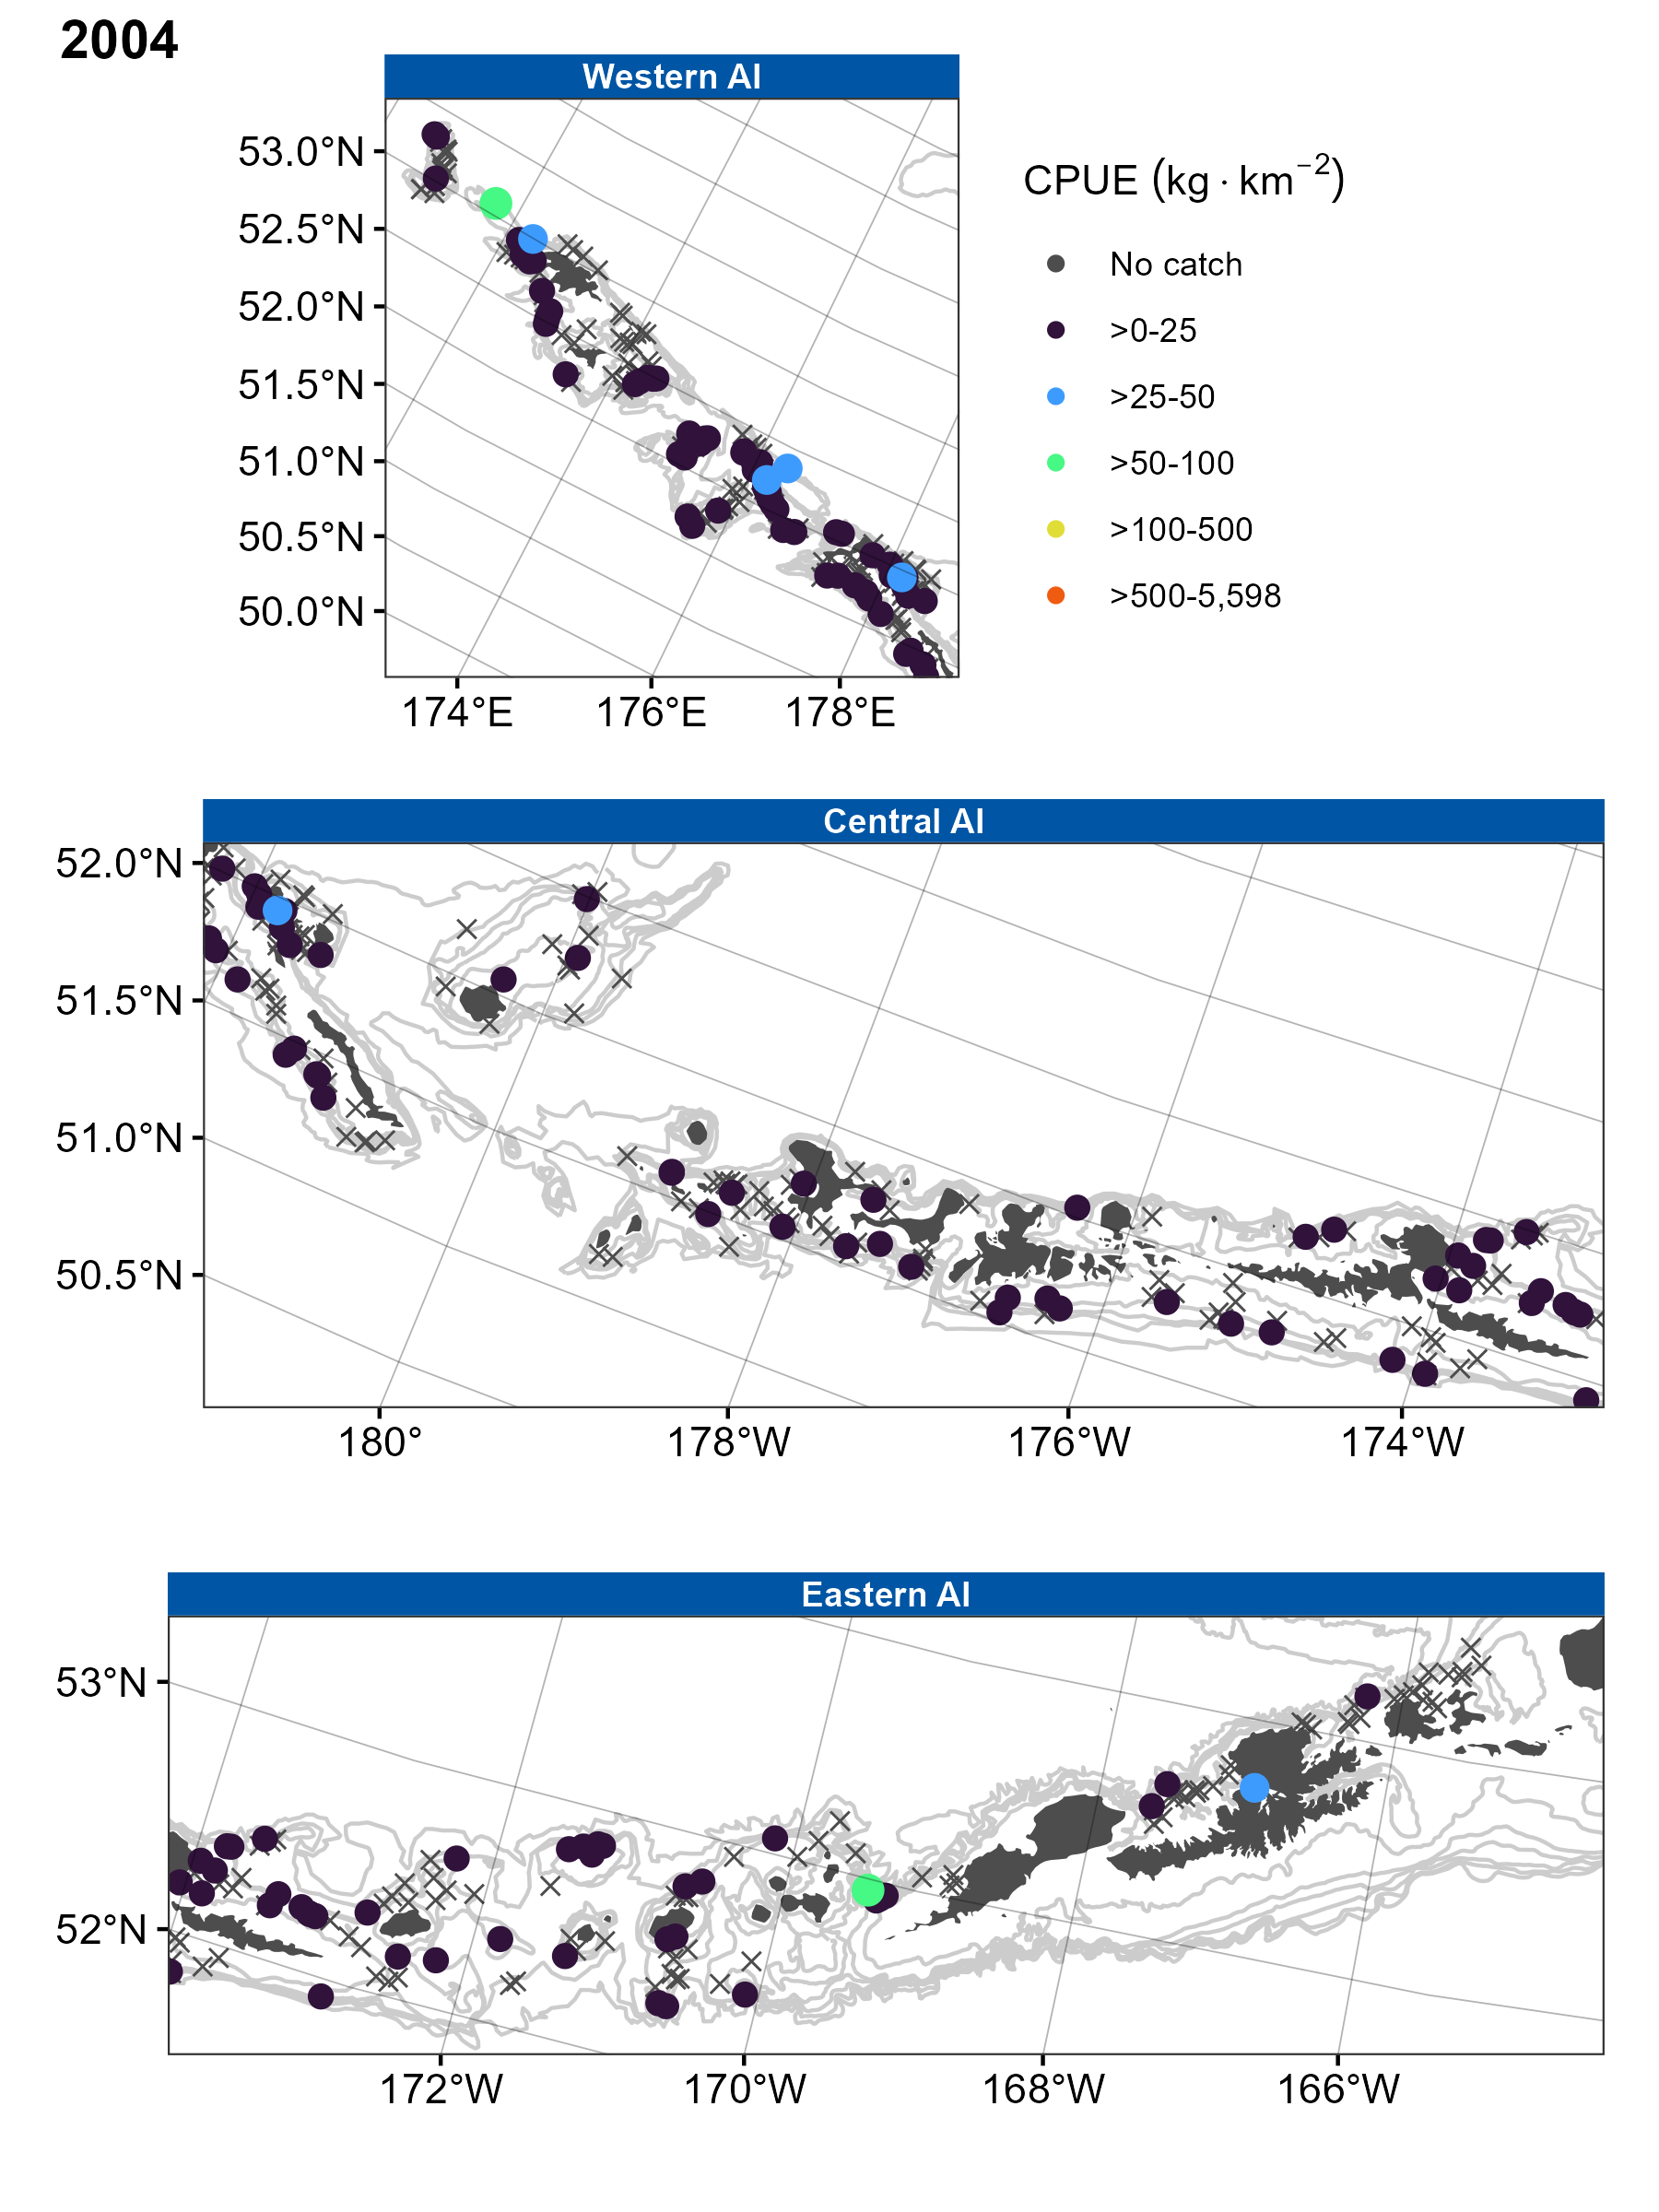 2004
Western AI
53.0°N
52.5°N
52.0°N
51.5°N
51.0°N
50.5°N
50.0°N
174°E 176°E 178°E
CPUE (kg · km⁻²)
No catch
>0-25
>25-50
>50-100
>100-500
>500-5,598
Central AI
52.0°N
51.5°N
51.0°N
50.5°N
180° 178°W 176°W 174°W
Eastern AI
53°N
52°N
172°W 170°W 168°W 166°W